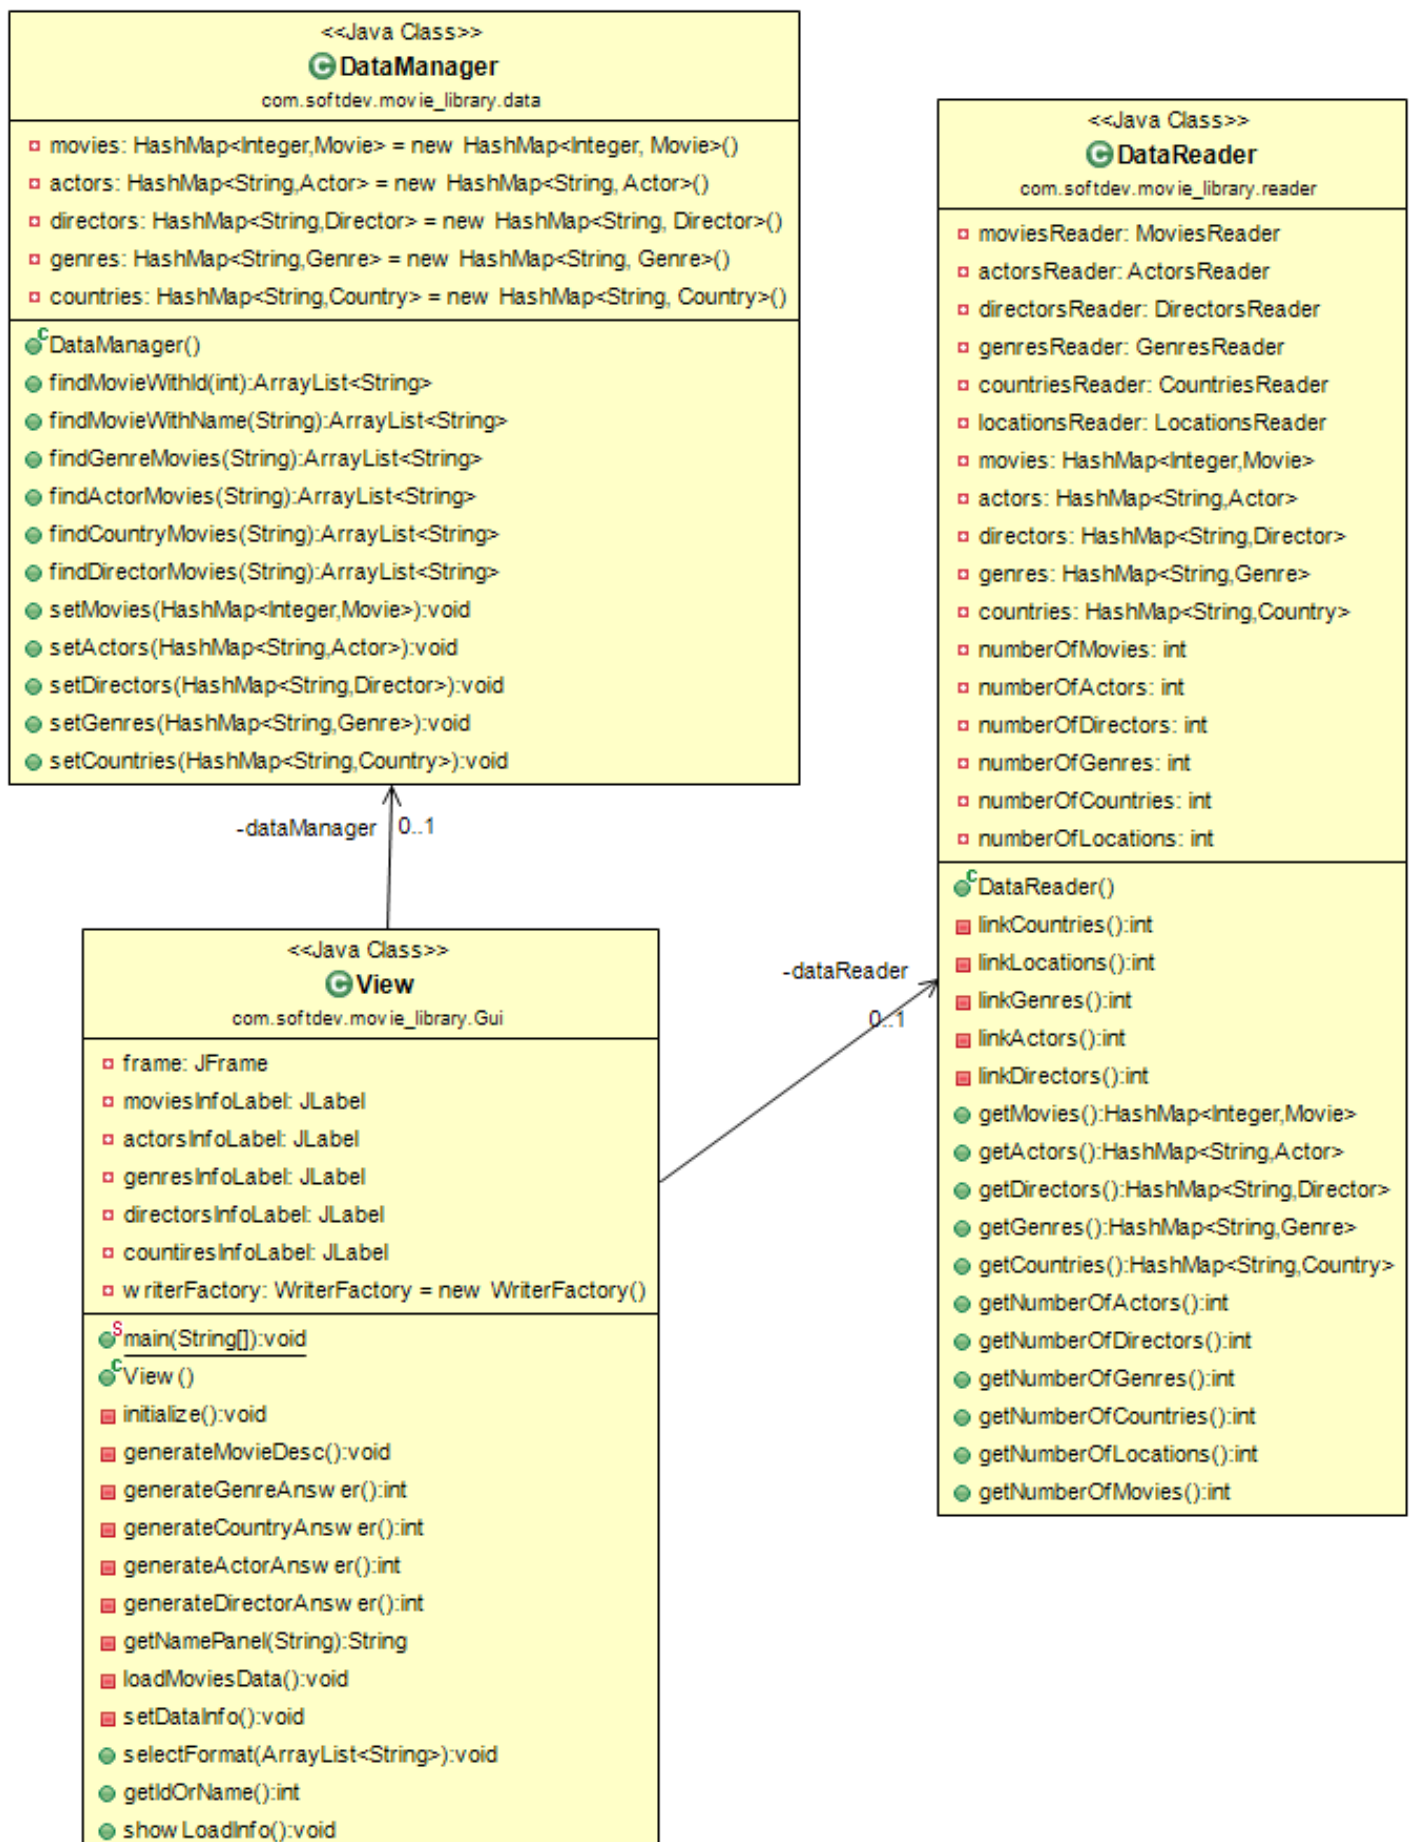 <<Java Class>>
DataManager
com.softdev.movie_library.data
movies: HashMap<Integer,Movie> = new HashMap<Integer, Movie>()
actors: HashMap<String,Actor> = new HashMap<String, Actor>()
directors: HashMap<String,Director> = new HashMap<String, Director>()
genres: HashMap<String,Genre> = new HashMap<String, Genre>()
countries: HashMap<String,Country> = new HashMap<String, Country>()
DataManager()
findMovieWithId(int):ArrayList<String>
findMovieWithName(String):ArrayList<String>
findGenreMovies(String):ArrayList<String>
findActorMovies(String):ArrayList<String>
findCountryMovies(String):ArrayList<String>
findDirectorMovies(String):ArrayList<String>
setMovies(HashMap<Integer,Movie>):void
setActors(HashMap<String,Actor>):void
setDirectors(HashMap<String,Director>):void
setGenres(HashMap<String,Genre>):void
setCountries(HashMap<String,Country>):void
-dataManager 0..1
<<Java Class>>
View
com.softdev.movie_library.Gui
frame: JFrame
moviesInfoLabel: JLabel
actorsInfoLabel: JLabel
genresInfoLabel: JLabel
directorsInfoLabel: JLabel
countiresInfoLabel: JLabel
writerFactory: WriterFactory = new WriterFactory()
main(String[]):void
View()
initialize():void
generateMovieDesc():void
generateGenreAnswer():int
generateCountryAnswer():int
generateActorAnswer():int
generateDirectorAnswer():int
getNamePanel(String):String
loadMoviesData():void
setDataInfo():void
selectFormat(ArrayList<String>):void
getIdOrName():int
showLoadInfo():void
-dataReader
0..1
<<Java Class>>
DataReader
com.softdev.movie_library.reader
moviesReader: MoviesReader
actorsReader: ActorsReader
directorsReader: DirectorsReader
genresReader: GenresReader
countriesReader: CountriesReader
locationsReader: LocationsReader
movies: HashMap<Integer,Movie>
actors: HashMap<String,Actor>
directors: HashMap<String,Director>
genres: HashMap<String,Genre>
countries: HashMap<String,Country>
numberOfMovies: int
numberOfActors: int
numberOfDirectors: int
numberOfGenres: int
numberOfCountries: int
numberOfLocations: int
DataReader()
linkCountries():int
linkLocations():int
linkGenres():int
linkActors():int
linkDirectors():int
getMovies():HashMap<Integer,Movie>
getActors():HashMap<String,Actor>
getDirectors():HashMap<String,Director>
getGenres():HashMap<String,Genre>
getCountries():HashMap<String,Country>
getNumberOfActors():int
getNumberOfDirectors():int
getNumberOfGenres():int
getNumberOfCountries():int
getNumberOfLocations():int
getNumberOfMovies():int